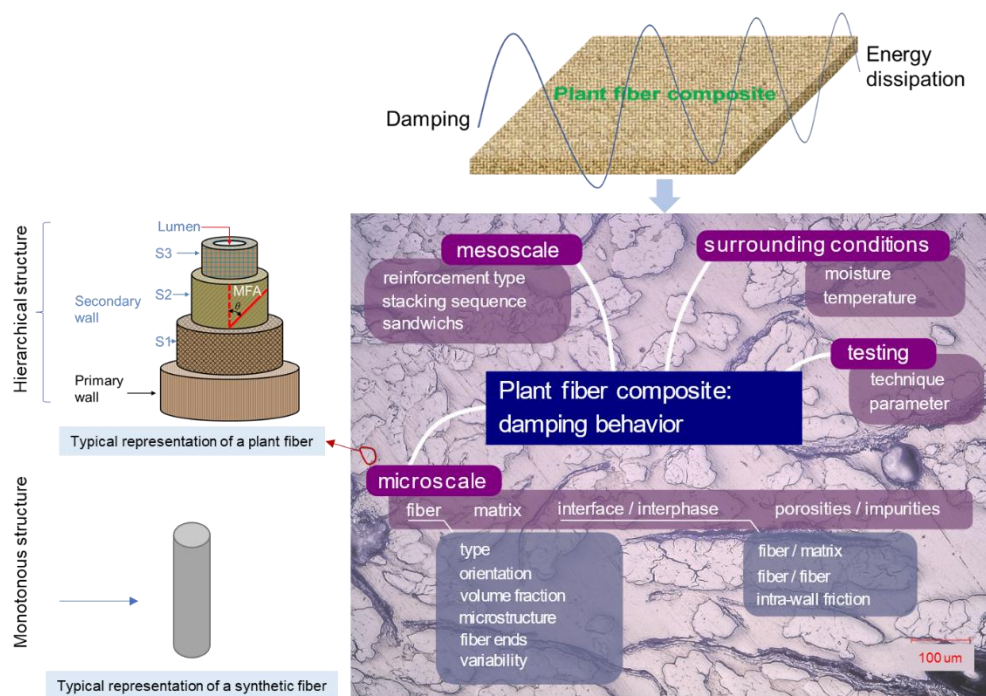 Damping
Plant fiber composite
Energy
dissipation
Hierarchical structure
Lumen
S3
S2
MFA
θ
Secondary
wall
S1
Primary
wall
Typical representation of a plant fiber
Monotonous structure
Typical representation of a synthetic fiber
mesoscale
reinforcement type
stacking sequence
sandwichs
surrounding conditions
moisture
temperature
testing
technique
parameter
Plant fiber composite:
damping behavior
microscale
fiber matrix interface / interphase porosities / impurities
type
orientation
volume fraction
microstructure
fiber ends
variability
fiber / matrix
fiber / fiber
intra-wall friction
100 um